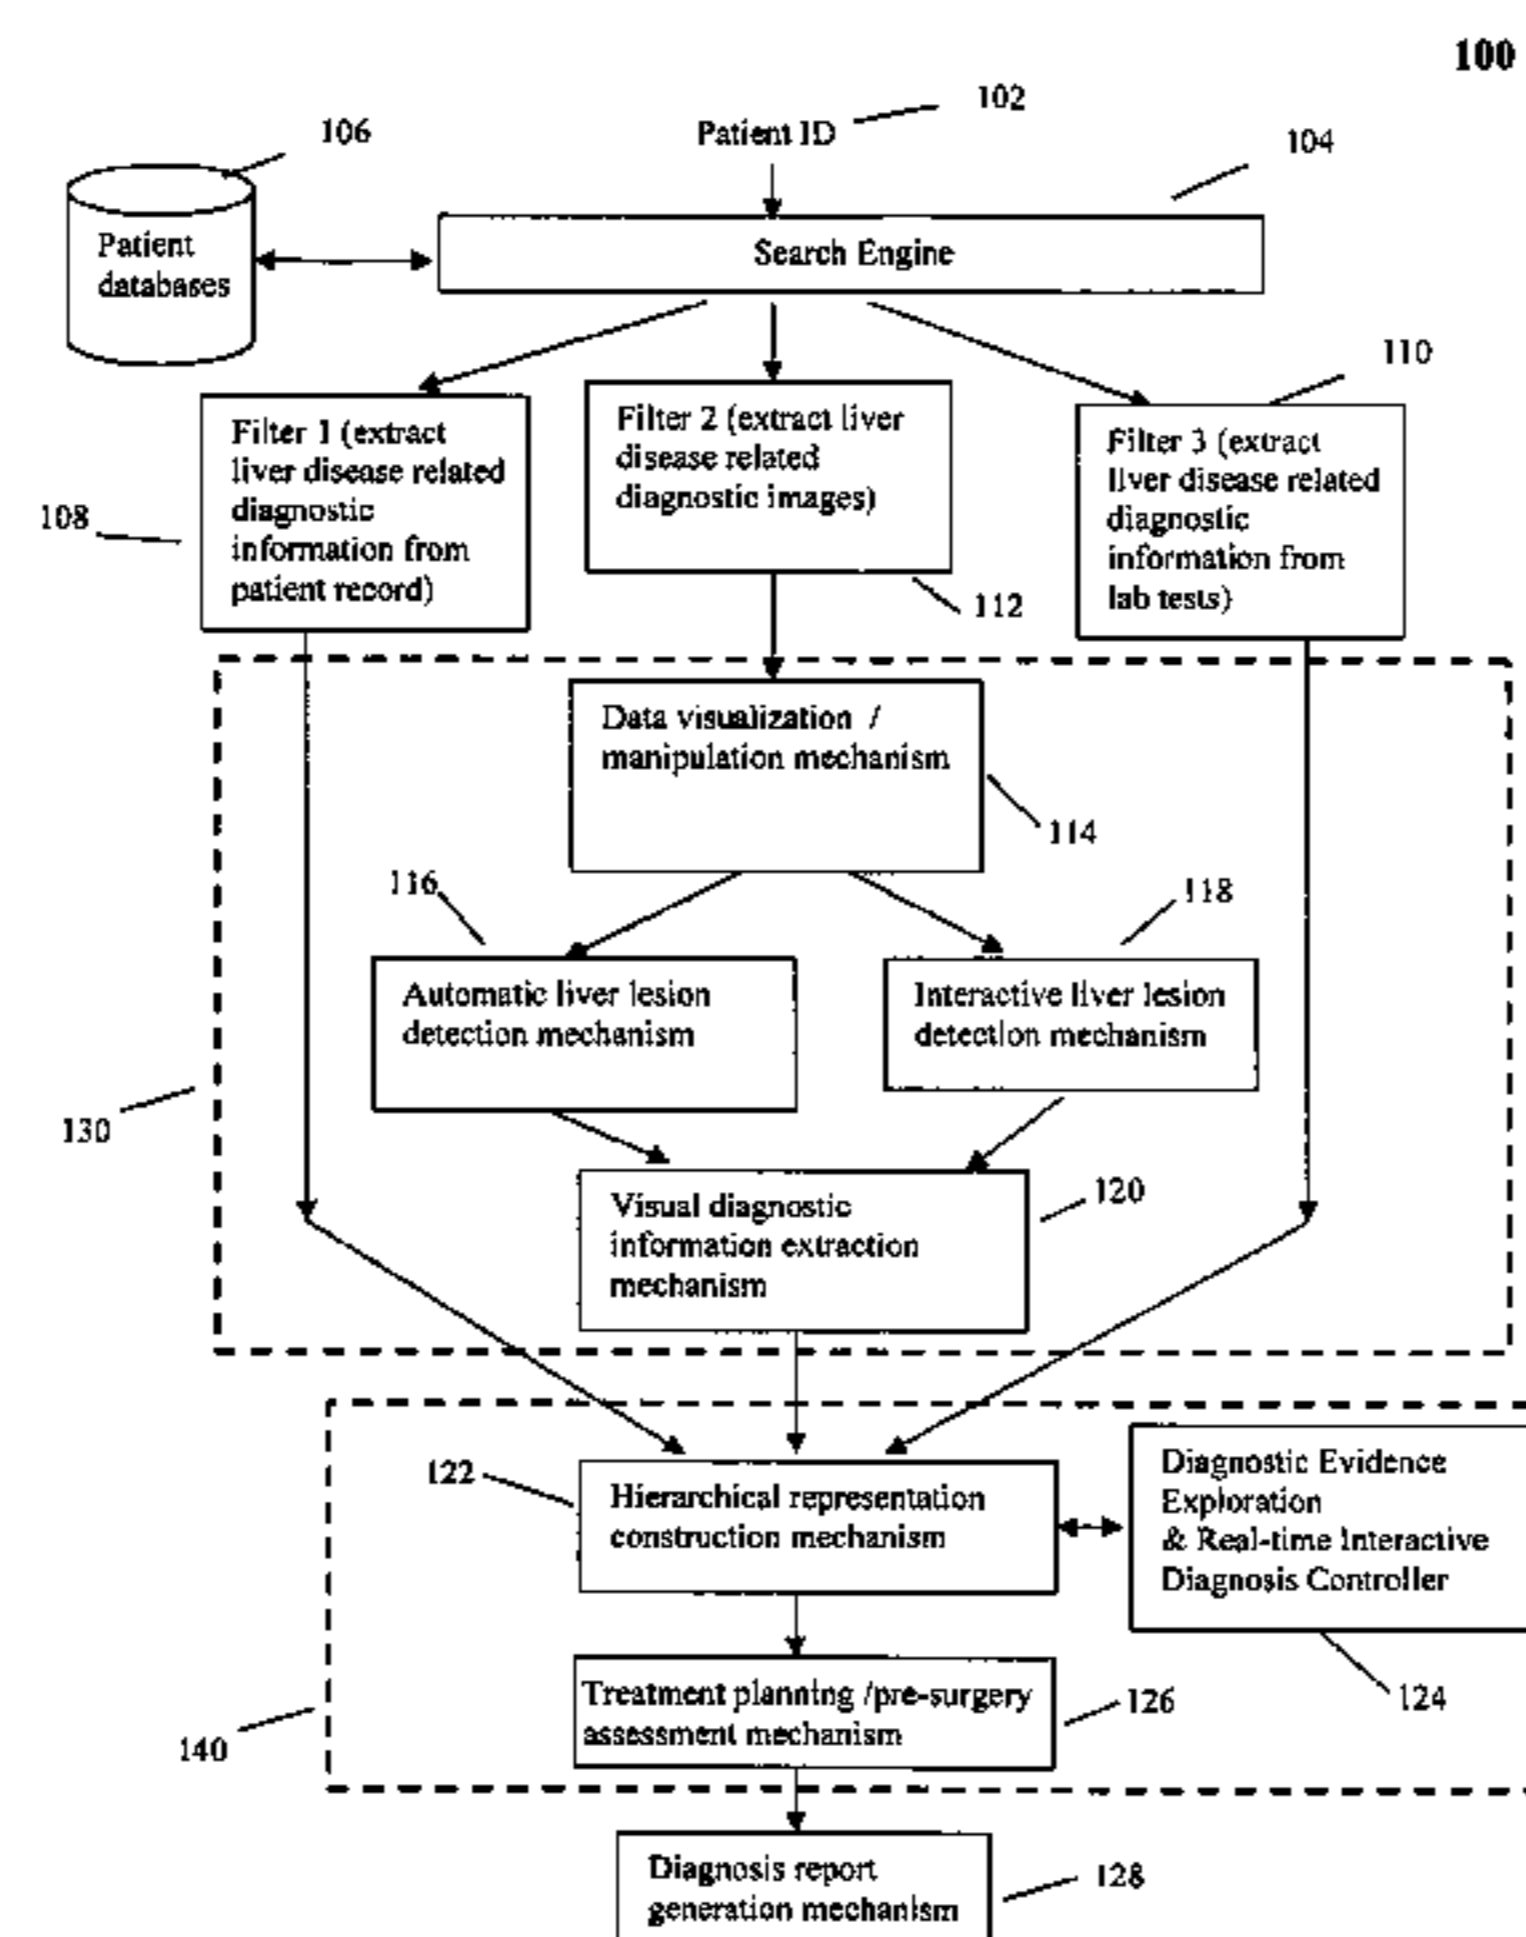 100
102
Patient ID
106
104
Patient
databases
Search Engine
110
Filter 1 (extract
liver disease related
diagnostic
information from
patient record)
108
Filter 2 (extract liver
disease related
diagnostic images)
112
Filter 3 (extract
liver disease related
diagnostic
information from
lab tests)
Data visualization /
manipulation mechanism
114
116
118
Automatic liver lesion
detection mechanism
Interactive liver lesion
detection mechanism
130
Visual diagnostic
information extraction
mechanism
120
122
Hierarchical representation
construction mechanism
Diagnostic Evidence
Exploration
& Real-time Interactive
Diagnosis Controller
124
Treatment planning /pre-surgery
assessment mechanism
126
140
Diagnosis report
generation mechanism
128